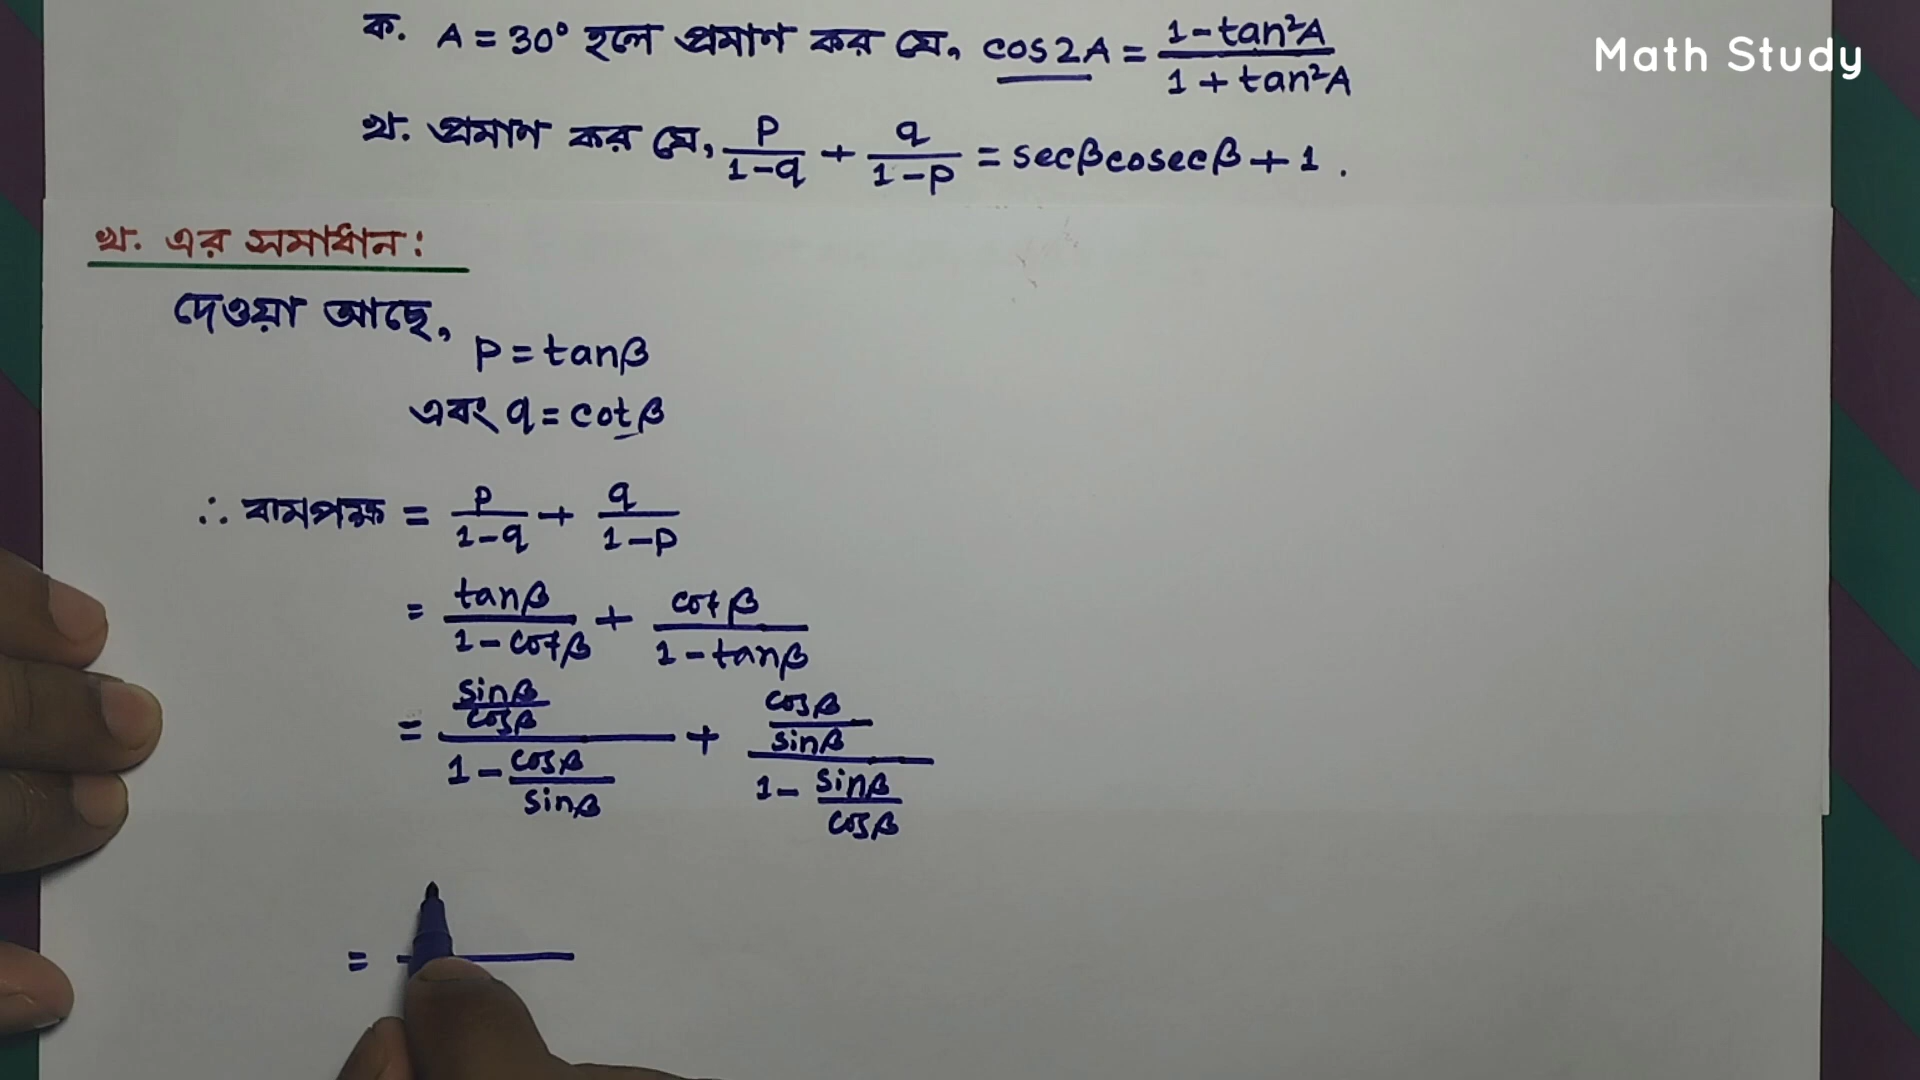 ক. A = 30° হলে প্রমাণ কর যে, cos2A = (1-tan²A)/(1+tan²A)
Math Study
খ. প্রমাণ কর যে, p/(1-q) + q/(1-p) = secβcosecβ + 1.
খ. এর সমাধান:
দেওয়া আছে,
p = tanβ
এবং q = cotβ
∴ বামপক্ষ = p/(1-q) + q/(1-p)
= tanβ/(1-cotβ) + cotβ/(1-tanβ)
= (sinβ/cosβ)/(1-cosβ/sinβ) + (cosβ/sinβ)/(1-sinβ/cosβ)
=